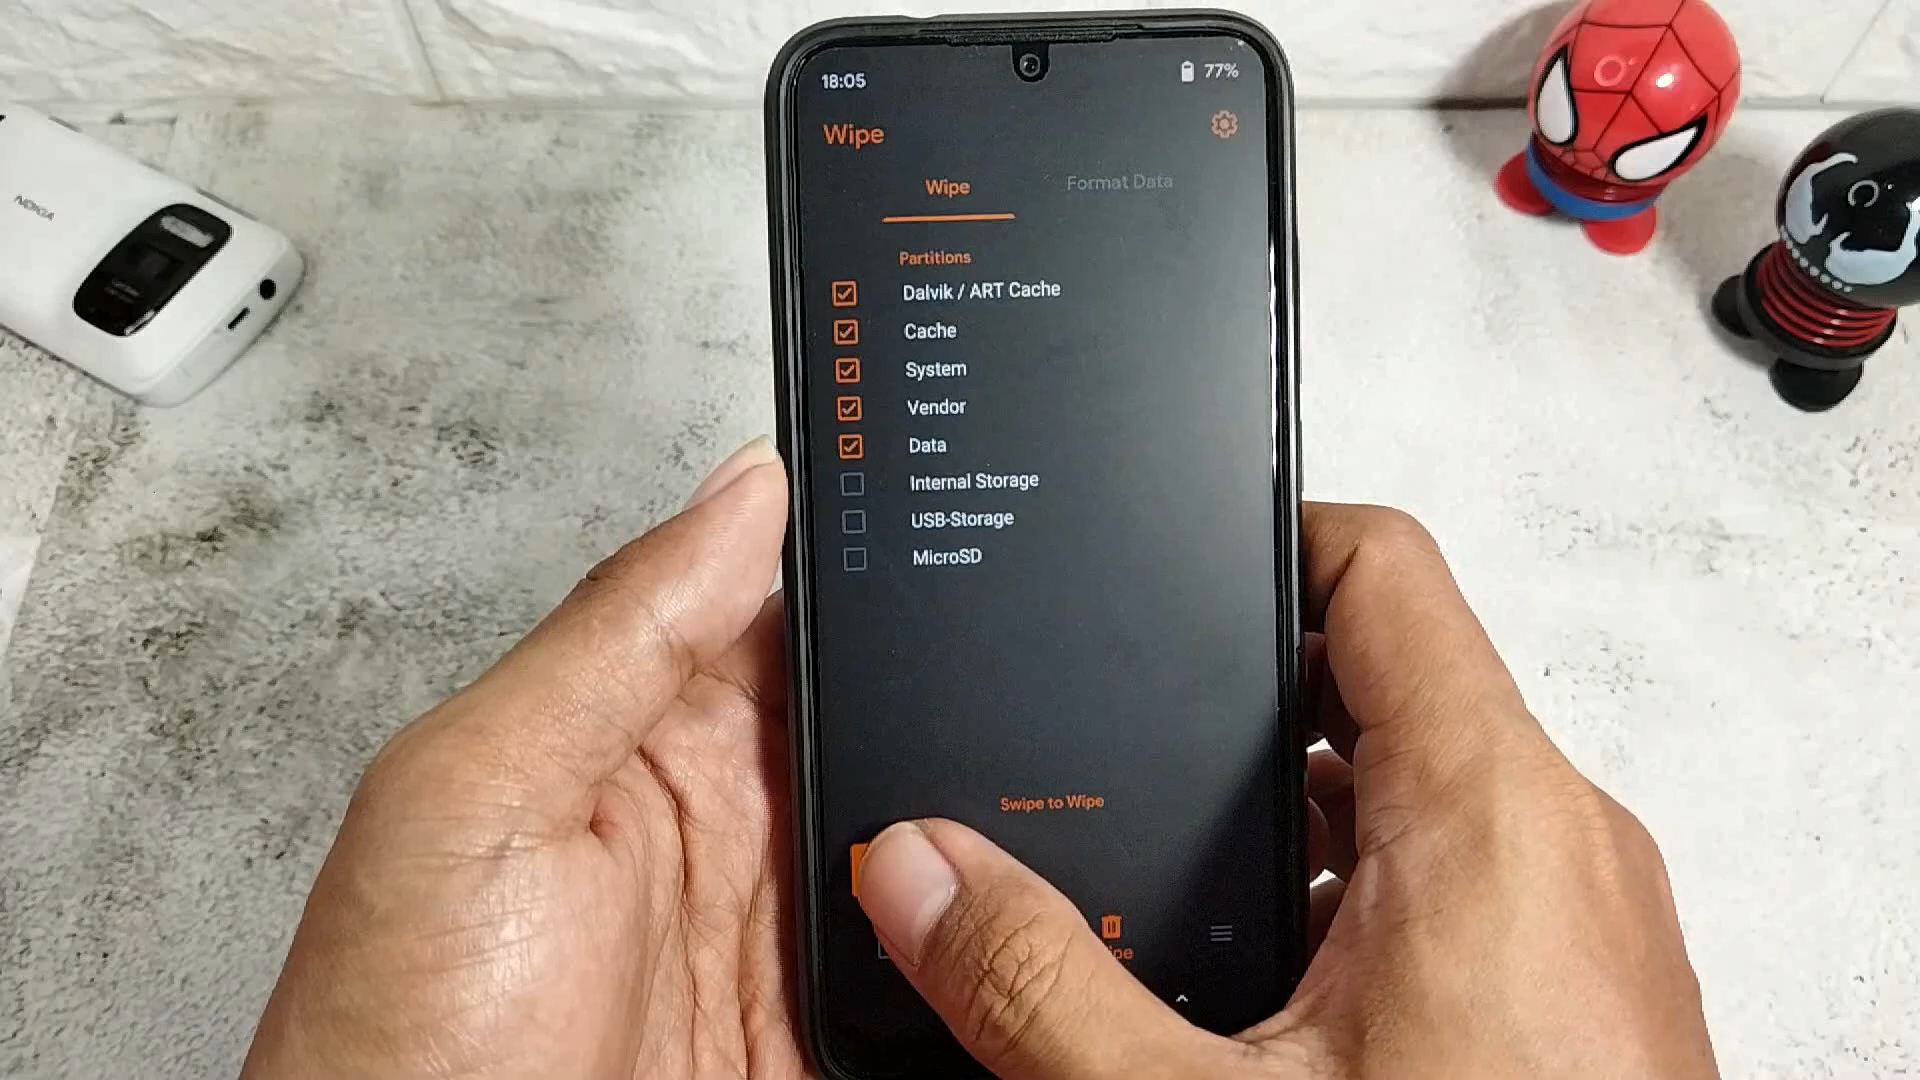 NOKIA
18:05
77%
Wipe
Wipe
Format Data
Partitions
Dalvik / ART Cache
Cache
System
Vendor
Data
Internal Storage
USB-Storage
MicroSD
Swipe to Wipe